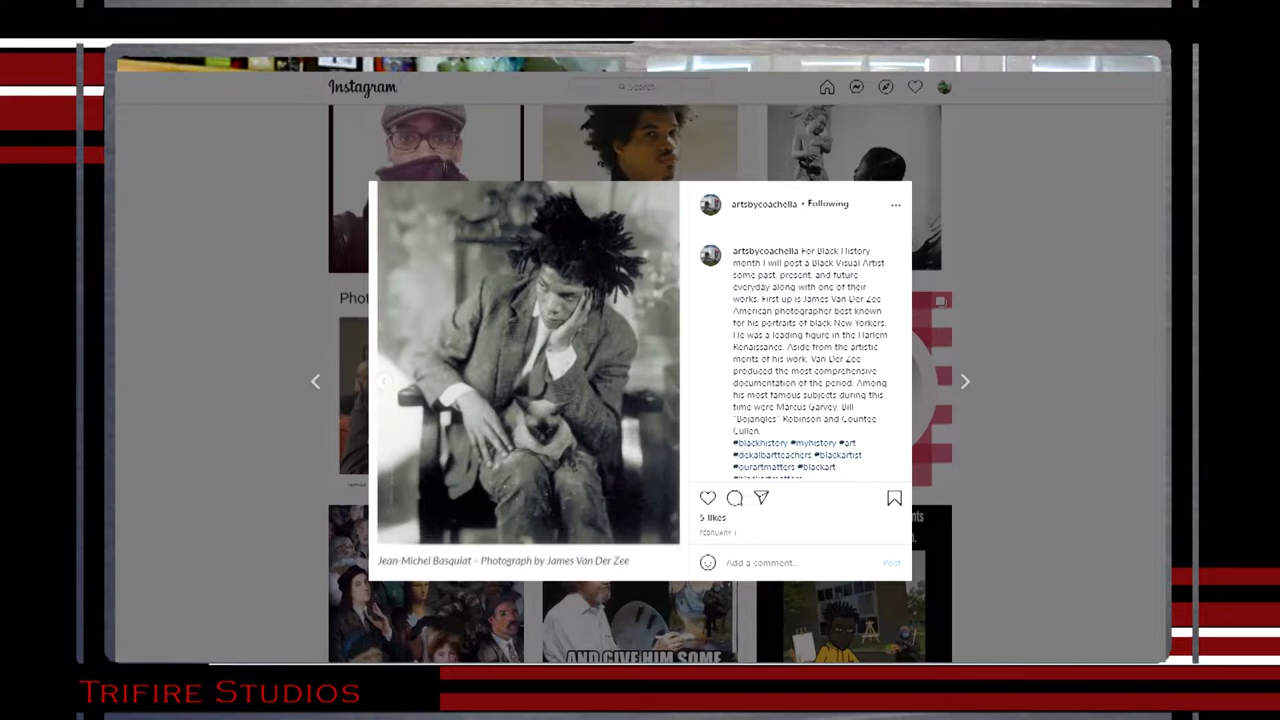 Instagram
Search
Pho
artsbycoachella • Following
artsbycoachella For Black History
month I will post a Black Visual Artist
some past, present, and future
everyday along with one of their
works. First up is James Van Der Zee
American photographer best known
for his portraits of black New Yorkers.
He was a leading figure in the Harlem
Renaissance. Aside from the artistic
merits of his work, Van Der Zee
produced the most comprehensive
documentation of the period. Among
his most famous subjects during this
time were Marcus Garvey, Bill
"Bojangles" Robinson and Countee
Cullen.
#blackhistory #myhistory #art
#dekalbartteachers #blackartist
#ourartmatters #blackart
5 likes
FEBRUARY 1
Add a comment...
Post
Jean-Michel Basquiat - Photograph by James Van Der Zee
AND GIVE HIM SOME
TRIFIRE STUDIOS